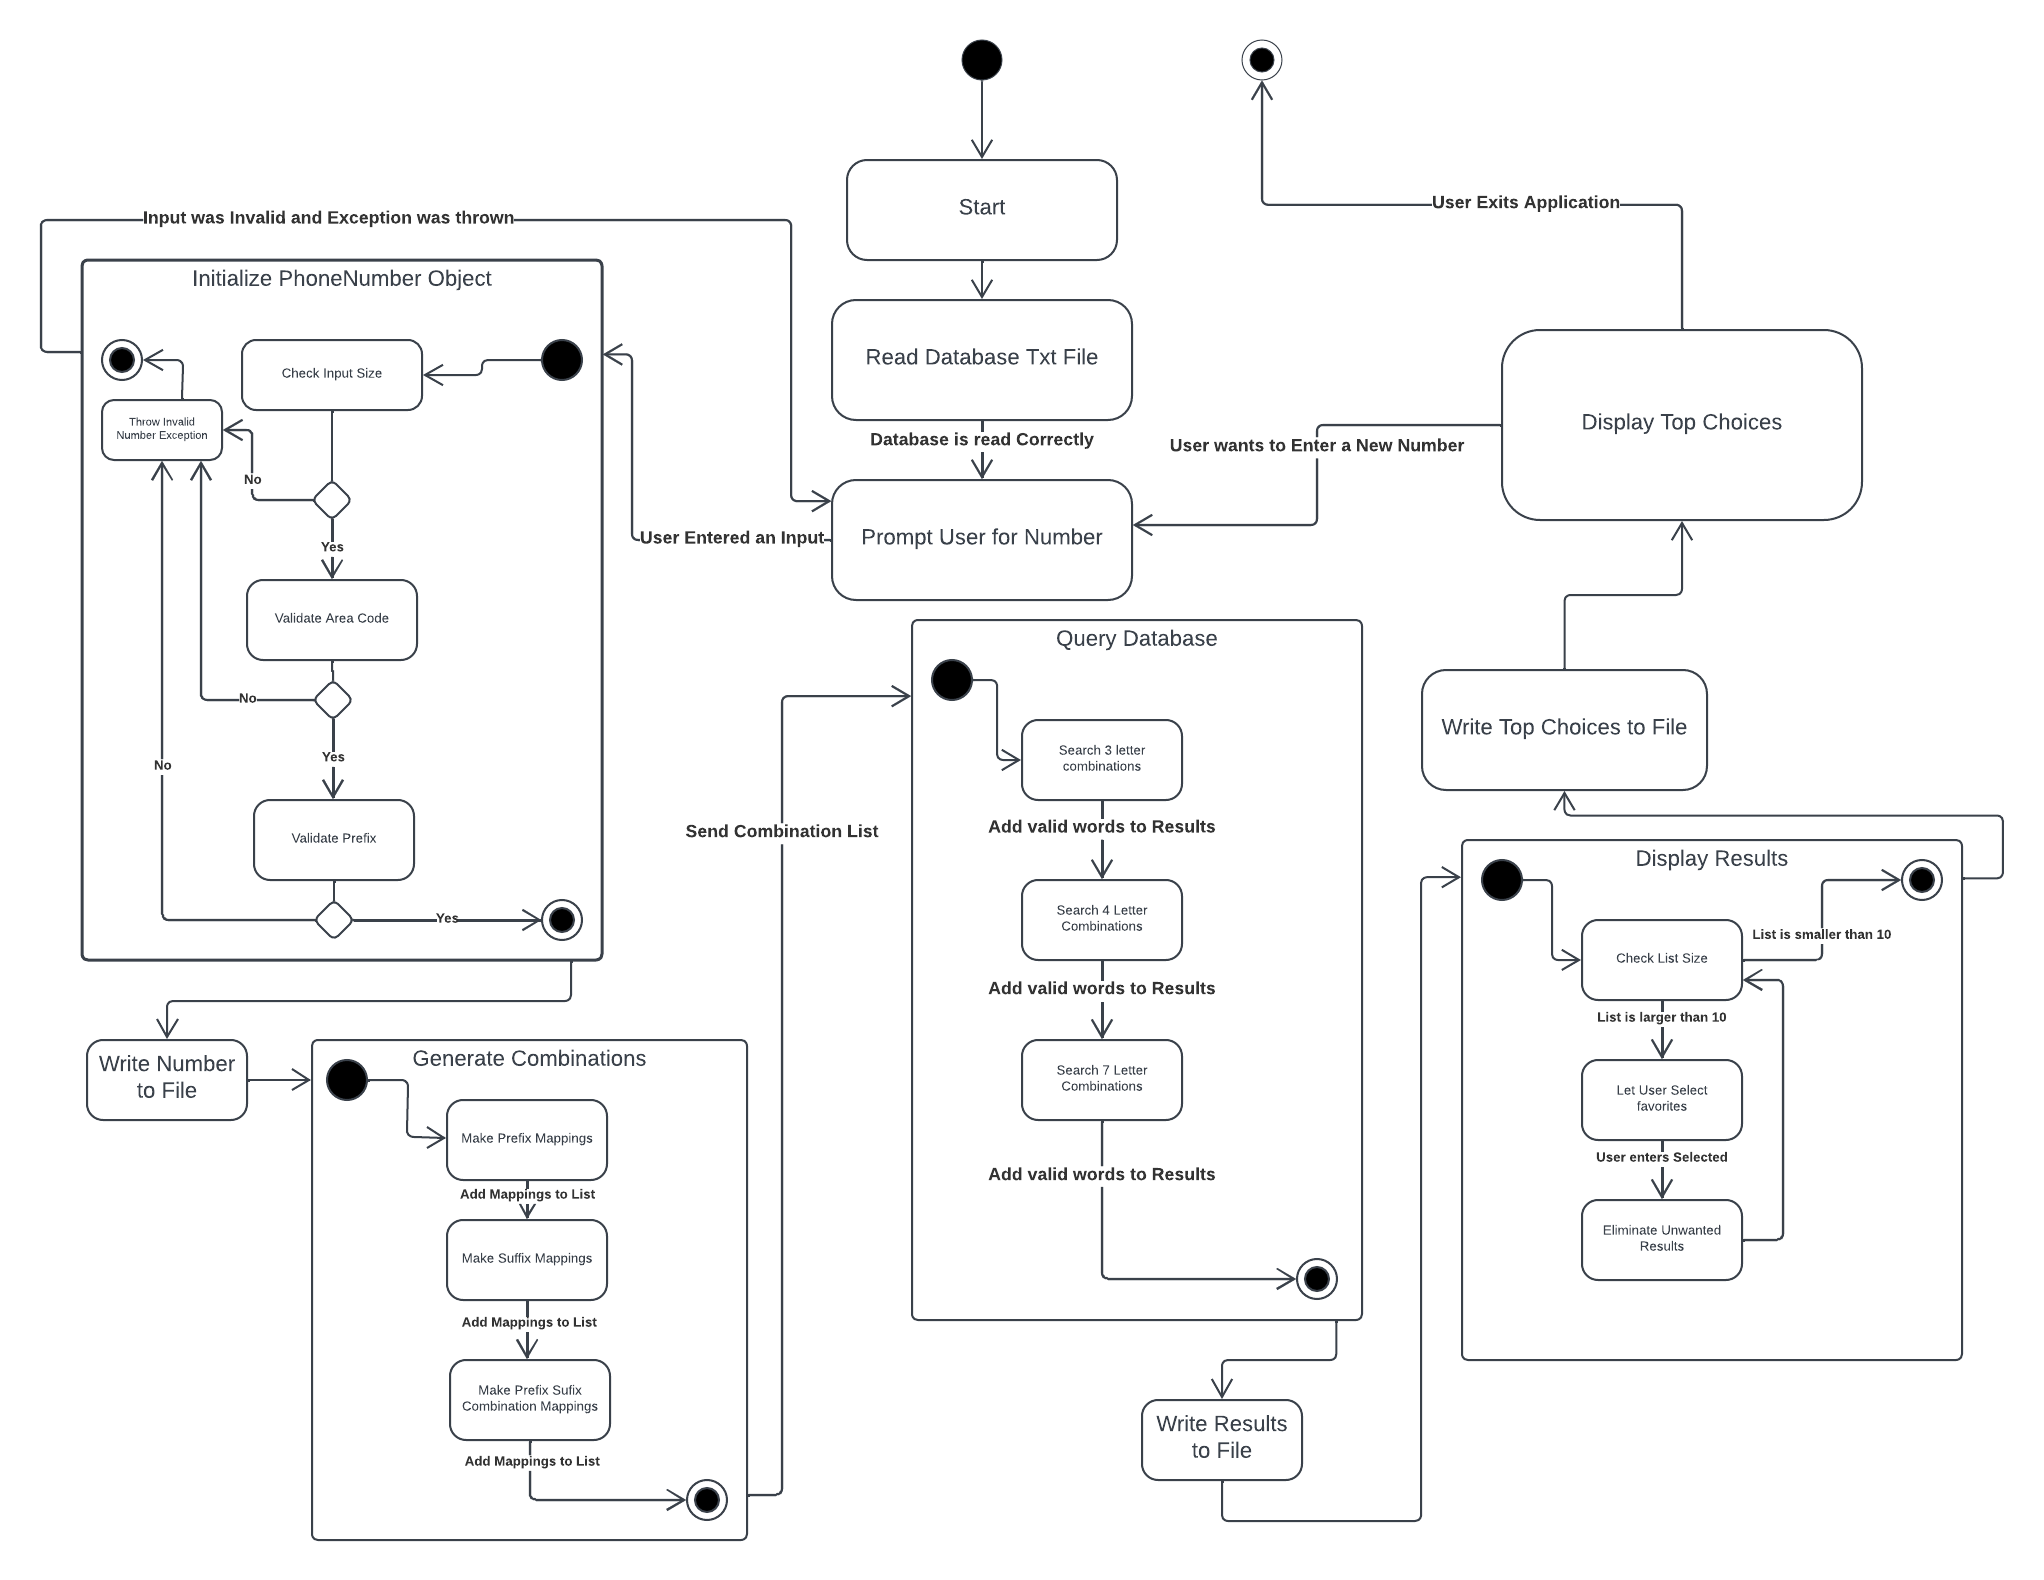 Start
User Exits Application
Input was Invalid and Exception was thrown
Initialize PhoneNumber Object
Check Input Size
Throw Invalid
Number Exception
No
Yes
Validate Area Code
No
Yes
No
Validate Prefix
Yes
Read Database Txt File
Database is read Correctly
User wants to Enter a New Number
Display Top Choices
User Entered an Input
Prompt User for Number
Query Database
Search 3 letter
combinations
Add valid words to Results
Search 4 Letter
Combinations
Add valid words to Results
Search 7 Letter
Combinations
Add valid words to Results
Send Combination List
Write Top Choices to File
Display Results
Check List Size
List is smaller than 10
List is larger than 10
Let User Select
favorites
User enters Selected
Eliminate Unwanted
Results
Write Number
to File
Generate Combinations
Make Prefix Mappings
Add Mappings to List
Make Suffix Mappings
Add Mappings to List
Make Prefix Sufix
Combination Mappings
Add Mappings to List
Write Results
to File